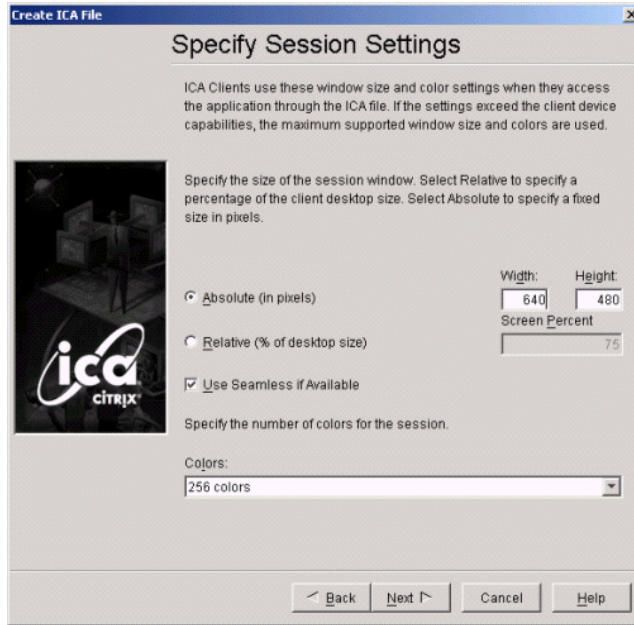 Create ICA File
Specify Session Settings
ICA Clients use these window size and color settings when they access
the application through the ICA file. If the settings exceed the client device
capabilities, the maximum supported window size and colors are used.
Specify the size of the session window. Select Relative to specify a
percentage of the client desktop size. Select Absolute to specify a fixed
size in pixels.
Width: Height:
Absolute (in pixels) 640 480
Screen Percent
Relative (% of desktop size) 75
Use Seamless if Available
ica
CITRIX
Specify the number of colors for the session.
Colors:
256 colors
Back Next Cancel Help